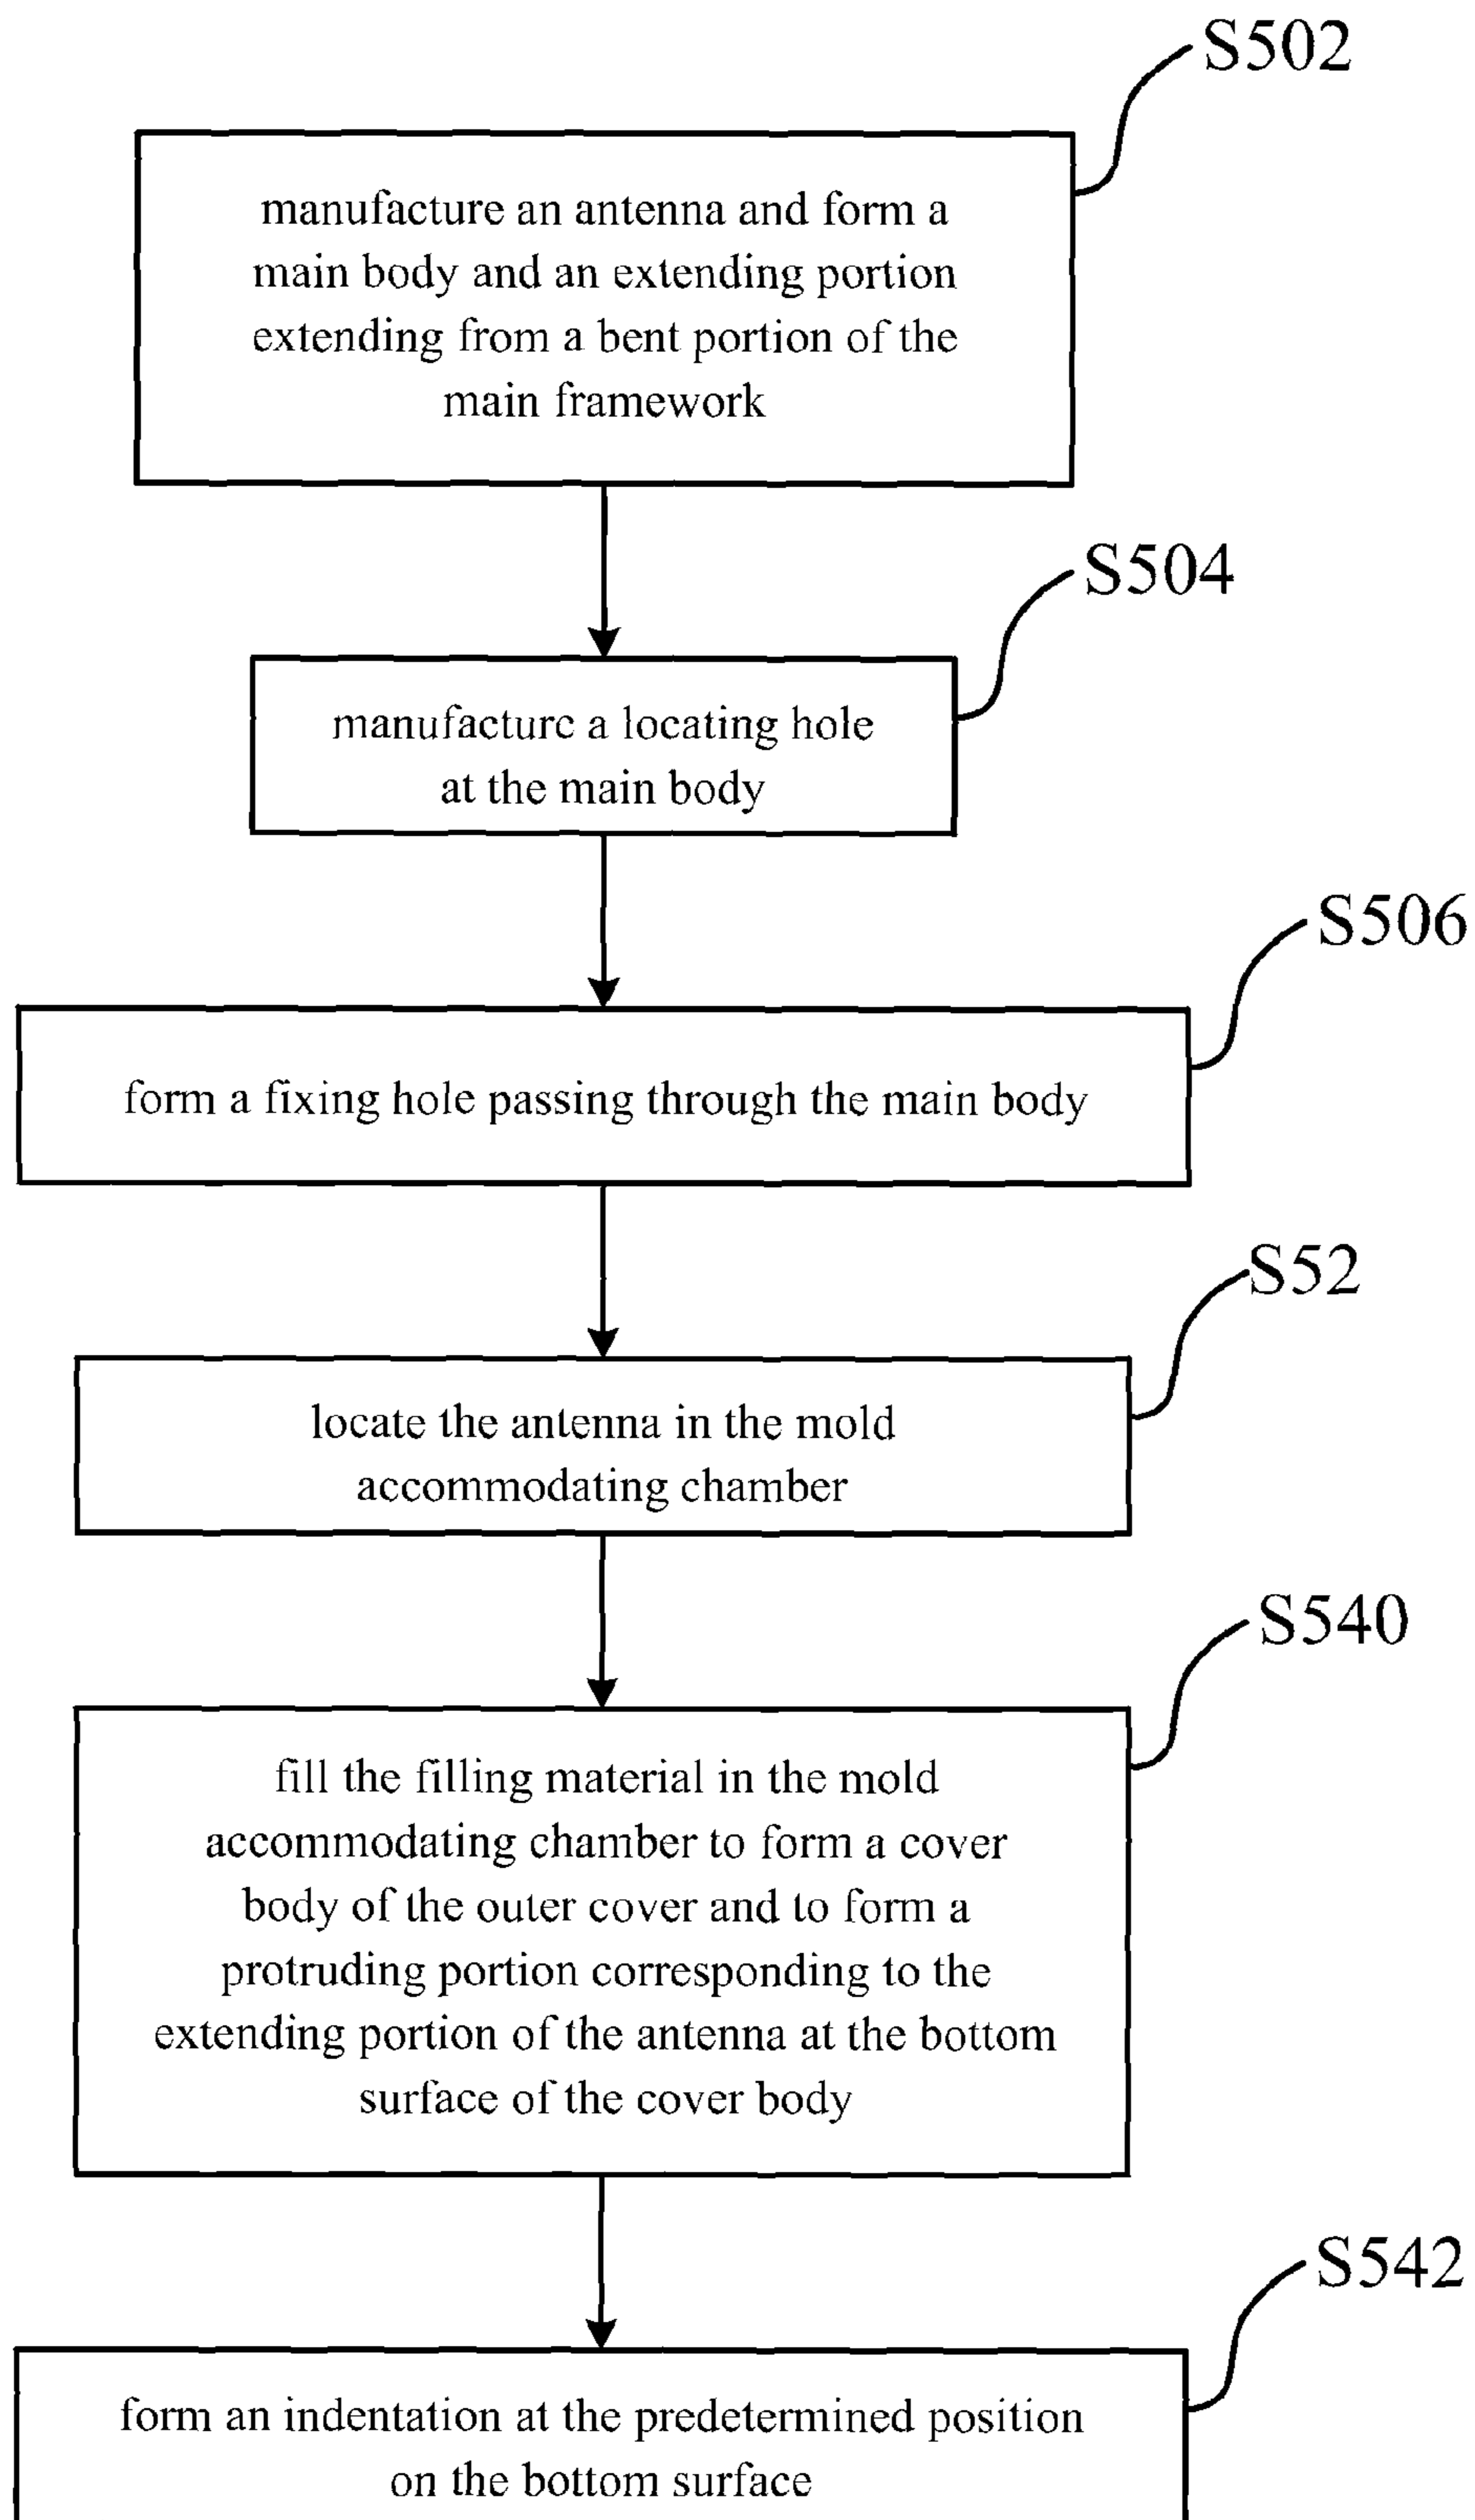 S502
manufacture an antenna and form a
main body and an extending portion
extending from a bent portion of the
main framework
S504
manufacture a locating hole
at the main body
S506
form a fixing hole passing through the main body
S52
locate the antenna in the mold
accommodating chamber
S540
fill the filling material in the mold
accommodating chamber to form a cover
body of the outer cover and to form a
protruding portion corresponding to the
extending portion of the antenna at the bottom
surface of the cover body
S542
form an indentation at the predetermined position
on the bottom surface